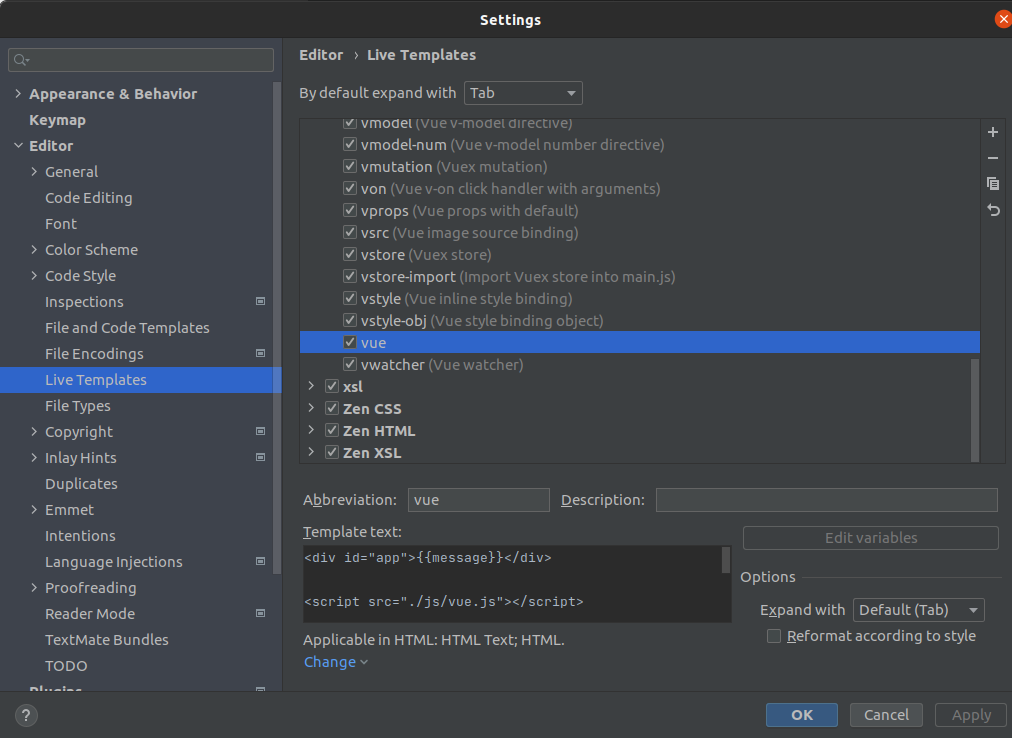 Settings
Appearance & Behavior
Keymap
Editor
General
Code Editing
Font
Color Scheme
Code Style
Inspections
File and Code Templates
File Encodings
Live Templates
File Types
Copyright
Inlay Hints
Duplicates
Emmet
Intentions
Language Injections
Proofreading
Reader Mode
TextMate Bundles
TODO
Plugins
Editor › Live Templates
By default expand with Tab
vmodel (Vue v-model directive)
vmodel-num (Vue v-model number directive)
vmutation (Vuex mutation)
von (Vue v-on click handler with arguments)
vprops (Vue props with default)
vsrc (Vue image source binding)
vstore (Vuex store)
vstore-import (Import Vuex store into main.js)
vstyle (Vue inline style binding)
vstyle-obj (Vue style binding object)
vue
vwatcher (Vue watcher)
xsl
Zen CSS
Zen HTML
Zen XSL
Abbreviation: vue Description:
Template text:
<div id="app">{{message}}</div>
<script src="./js/vue.js"></script>
Applicable in HTML: HTML Text; HTML.
Change
Edit variables
Options
Expand with Default (Tab)
Reformat according to style
? OK Cancel Apply